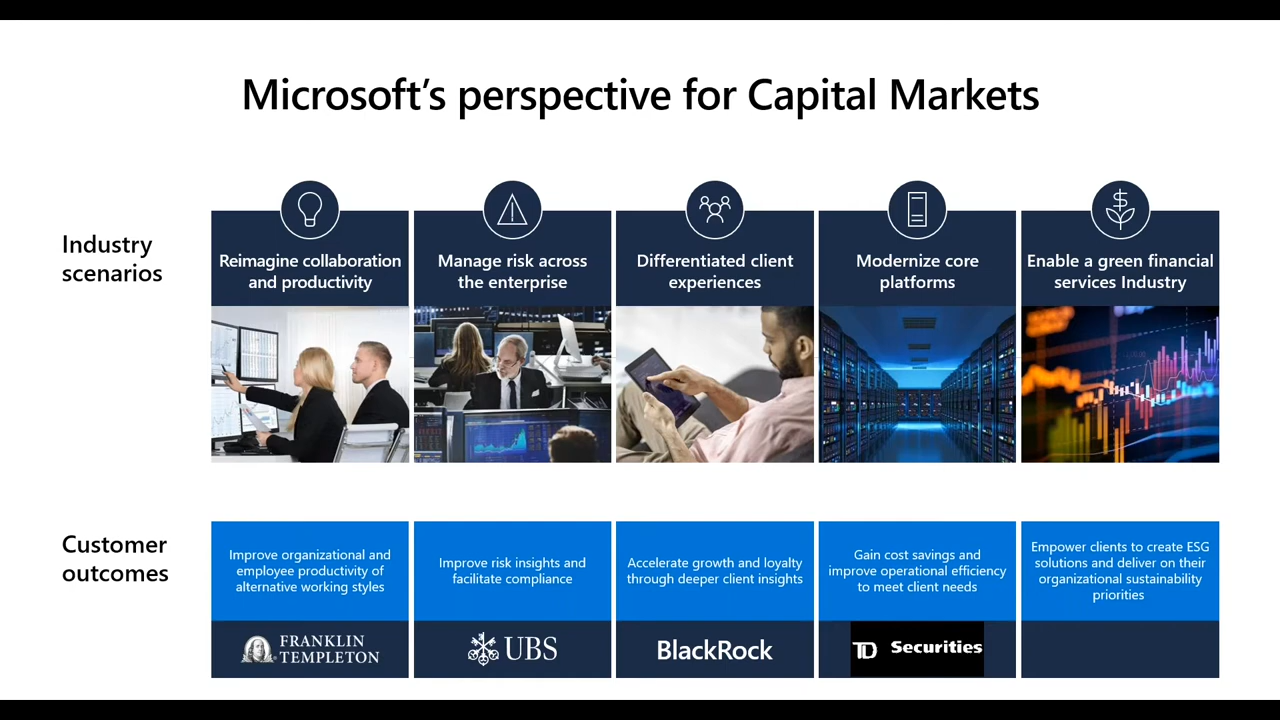 Microsoft's perspective for Capital Markets
Industry
scenarios
Reimagine collaboration
and productivity
Manage risk across
the enterprise
Differentiated client
experiences
Modernize core
platforms
Enable a green financial
services Industry
Customer
outcomes
Improve organizational and
employee productivity of
alternative working styles
Improve risk insights and
facilitate compliance
Accelerate growth and loyalty
through deeper client insights
Gain cost savings and
improve operational efficiency
to meet client needs
Empower clients to create ESG
solutions and deliver on their
organizational sustainability
priorities
FRANKLIN
TEMPLETON
UBS
BlackRock
TD Securities